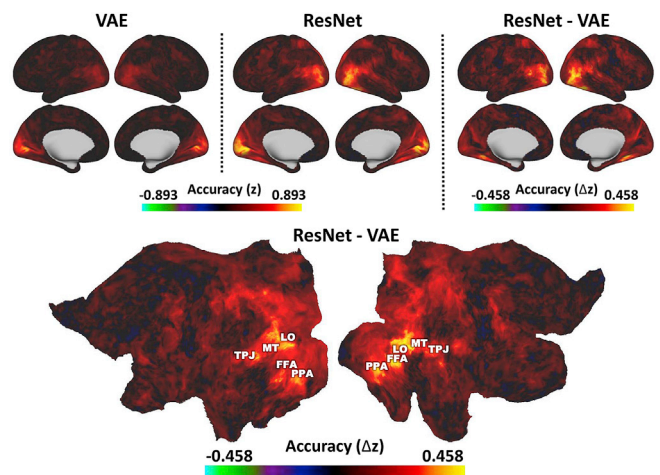 VAE
ResNet
ResNet - VAE
-0.893 Accuracy (z) 0.893
-0.458 Accuracy (Δz) 0.458
ResNet - VAE
LO
MT
TPJ
FFA
PPA
MT
LO
TPJ
FFA
PPA
Accuracy (Δz)
-0.458 0.458